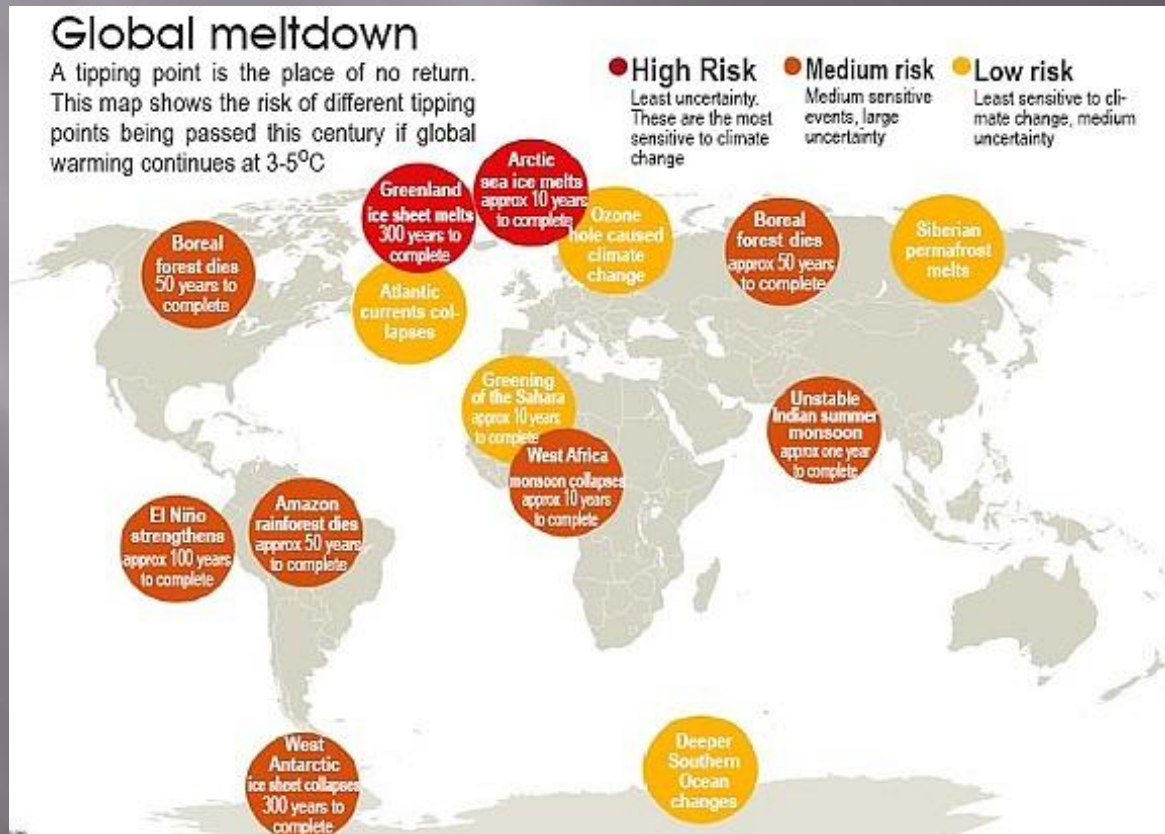 Global meltdown
A tipping point is the place of no return.
This map shows the risk of different tipping
points being passed this century if global
warming continues at 3-5⁰C
High Risk
Least uncertainty.
These are the most
sensitive to climate
change
Medium risk
Medium sensitive
events, large
uncertainty
Low risk
Least sensitive to cli-
mate change, medium
uncertainty
Boreal
forest dies
50 years to
complete
Greenland
ice sheet melts
300 years to
complete
Arctic
sea ice melts
approx 10 years
to complete
Ozone
hole caused
climate
change
Boreal
forest dies
approx 50 years
to complete
Siberian
permafrost
melts
Atlantic
currents col-
lapses
Greening
of the Sahara
approx 10 years
to complete
West Africa
monsoon collapses
approx 10 years
to complete
Unstable
Indian summer
monsoon
approx one year
to complete
El Niño
strengthens
approx 100 years
to complete
Amazon
rainforest dies
approx 50 years
to complete
West
Antarctic
ice sheet collapses
300 years to
complete
Deeper
Southern
Ocean
changes